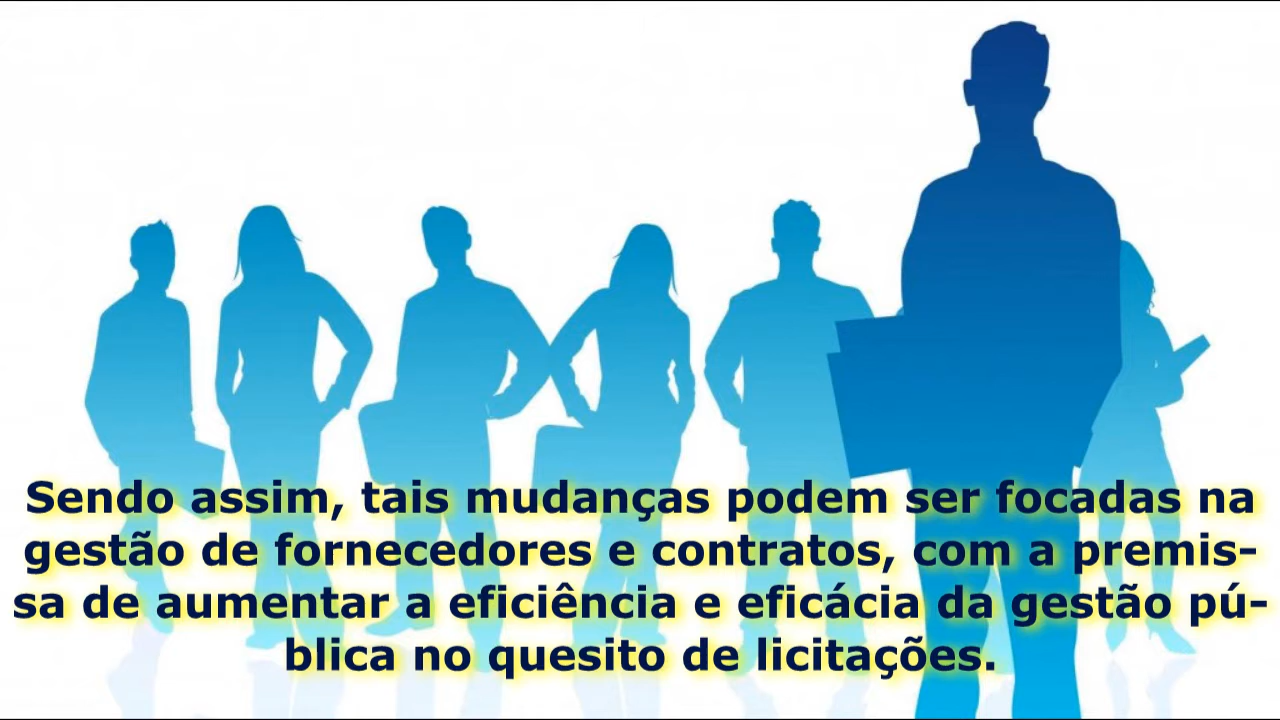 Sendo assim, tais mudanças podem ser focadas na
gestão de fornecedores e contratos, com a premis-
sa de aumentar a eficiência e eficácia da gestão pú-
blica no quesito de licitações.